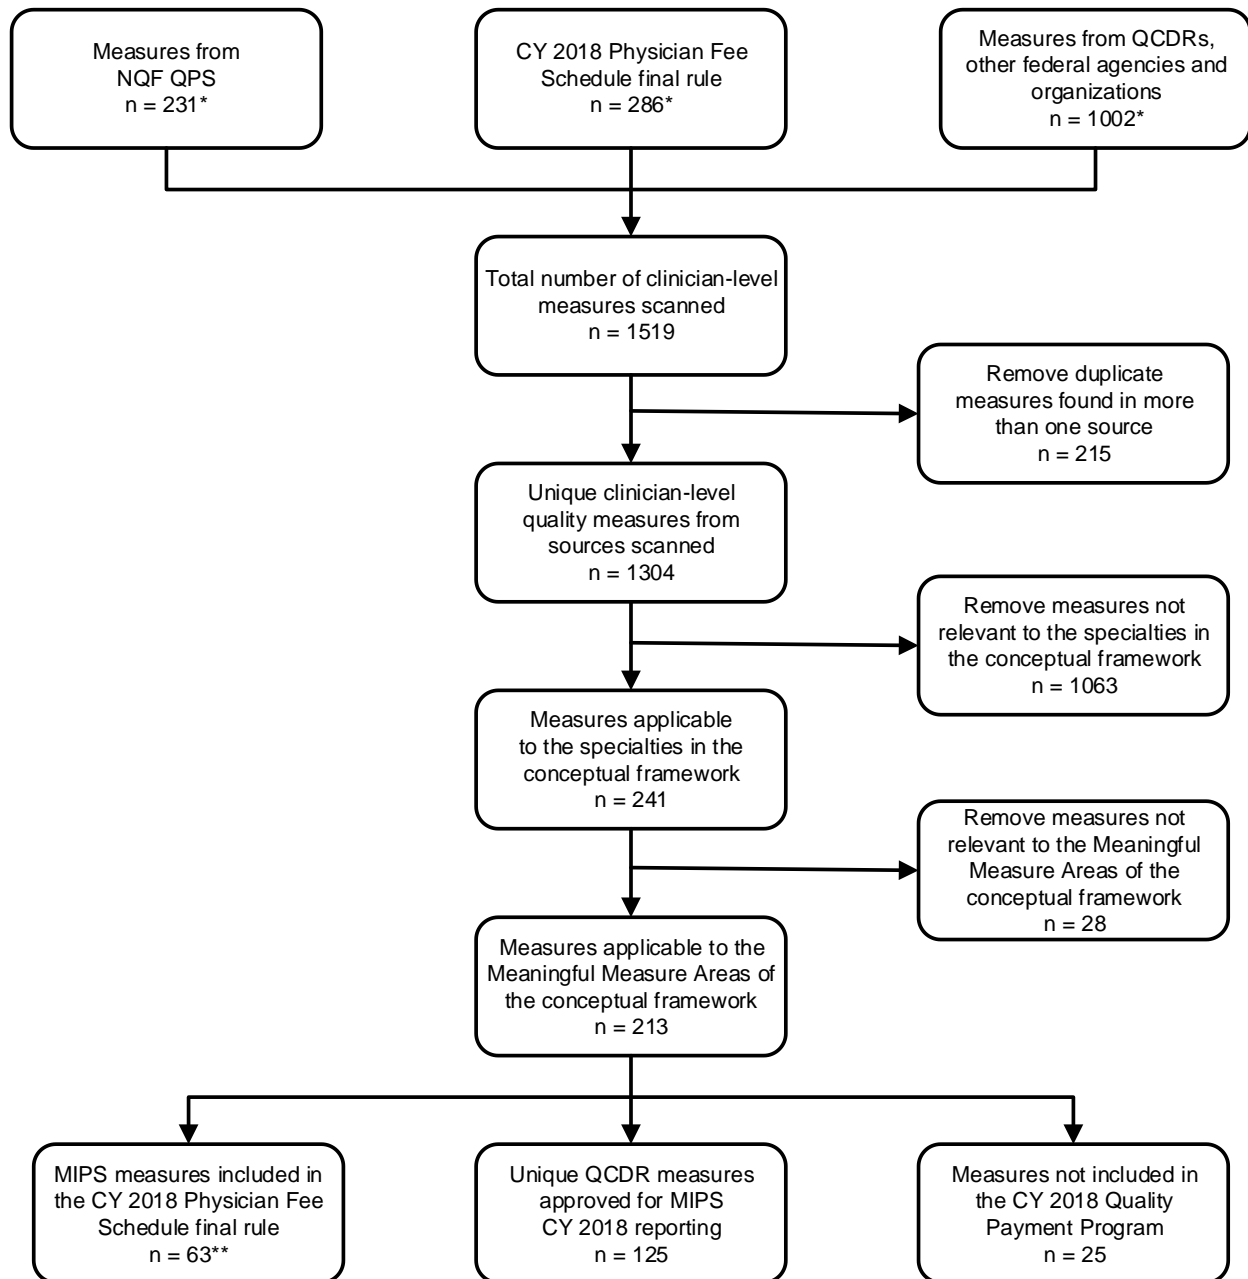 Measures from
NQF QPS
n = 231*
CY 2018 Physician Fee
Schedule final rule
n = 286*
Measures from QCDRs,
other federal agencies and
organizations
n = 1002*
Total number of clinician-level
measures scanned
n = 1519
Remove duplicate
measures found in more
than one source
n = 215
Unique clinician-level
quality measures from
sources scanned
n = 1304
Remove measures not
relevant to the specialties in
the conceptual framework
n = 1063
Measures applicable
to the specialties in the
conceptual framework
n = 241
Remove measures not
relevant to the Meaningful
Measure Areas of the
conceptual framework
n = 28
Measures applicable to the
Meaningful Measure Areas of
the conceptual framework
n = 213
MIPS measures included in
the CY 2018 Physician Fee
Schedule final rule
n = 63**
Unique QCDR measures
approved for MIPS
CY 2018 reporting
n = 125
Measures not included in
the CY 2018 Quality
Payment Program
n = 25